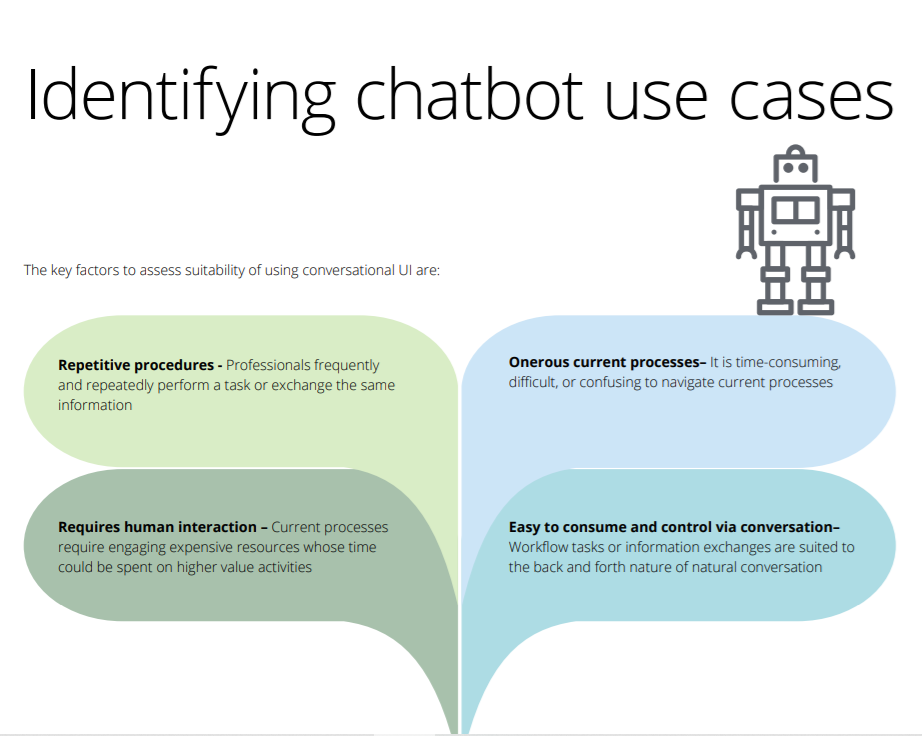 Identifying chatbot use cases
The key factors to assess suitability of using conversational UI are:
Repetitive procedures - Professionals frequently
and repeatedly perform a task or exchange the same
information
Onerous current processes– It is time-consuming,
difficult, or confusing to navigate current processes
Requires human interaction – Current processes
require engaging expensive resources whose time
could be spent on higher value activities
Easy to consume and control via conversation–
Workflow tasks or information exchanges are suited to
the back and forth nature of natural conversation